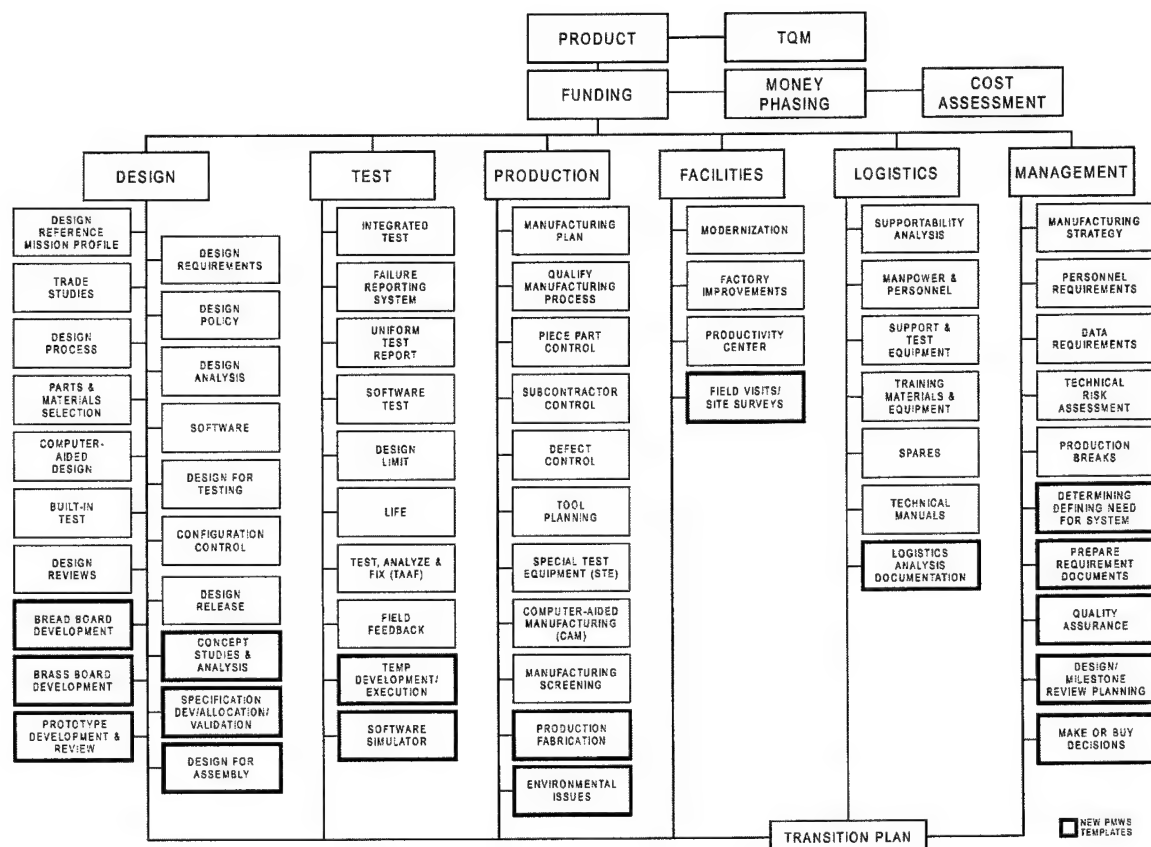 PRODUCT
TQM
FUNDING
MONEY
PHASING
COST
ASSESSMENT
DESIGN
TEST
PRODUCTION
FACILITIES
LOGISTICS
MANAGEMENT
DESIGN
REFERENCE
MISSION PROFILE
TRADE
STUDIES
DESIGN
PROCESS
PARTS &
MATERIALS
SELECTION
COMPUTER-
AIDED
DESIGN
BUILT-IN
TEST
DESIGN
REVIEWS
BREAD BOARD
DEVELOPMENT
BRASS BOARD
DEVELOPMENT
PROTOTYPE
DEVELOPMENT &
REVIEW
DESIGN
REQUIREMENTS
DESIGN
POLICY
DESIGN
ANALYSIS
SOFTWARE
DESIGN FOR
TESTING
CONFIGURATION
CONTROL
DESIGN
RELEASE
CONCEPT
STUDIES &
ANALYSIS
SPECIFICATION
DEV/ALLOCATION/
VALIDATION
DESIGN FOR
ASSEMBLY
INTEGRATED
TEST
FAILURE
REPORTING
SYSTEM
UNIFORM
TEST
REPORT
SOFTWARE
TEST
DESIGN
LIMIT
LIFE
TEST, ANALYZE &
FIX (TAAF)
FIELD
FEEDBACK
TEMP
DEVELOPMENT/
EXECUTION
SOFTWARE
SIMULATOR
MANUFACTURING
PLAN
QUALIFY
MANUFACTURING
PROCESS
PIECE PART
CONTROL
SUBCONTRACTOR
CONTROL
DEFECT
CONTROL
TOOL
PLANNING
SPECIAL TEST
EQUIPMENT (STE)
COMPUTER-AIDED
MANUFACTURING
(CAM)
MANUFACTURING
SCREENING
PRODUCTION
FABRICATION
ENVIRONMENTAL
ISSUES
MODERNIZATION
FACTORY
IMPROVEMENTS
PRODUCTIVITY
CENTER
FIELD VISITS/
SITE SURVEYS
SUPPORTABILITY
ANALYSIS
MANPOWER &
PERSONNEL
SUPPORT &
TEST
EQUIPMENT
TRAINING
MATERIALS &
EQUIPMENT
SPARES
TECHNICAL
MANUALS
LOGISTICS
ANALYSIS
DOCUMENTATION
MANUFACTURING
STRATEGY
PERSONNEL
REQUIREMENTS
DATA
REQUIREMENTS
TECHNICAL
RISK
ASSESSMENT
PRODUCTION
BREAKS
DETERMINING
DEFINING NEED
FOR SYSTEM
PREPARE
REQUIREMENT
DOCUMENTS
QUALITY
ASSURANCE
DESIGN/
MILESTONE
REVIEW PLANNING
MAKE OR BUY
DECISIONS
TRANSITION PLAN
NEW PMWS
TEMPLATES